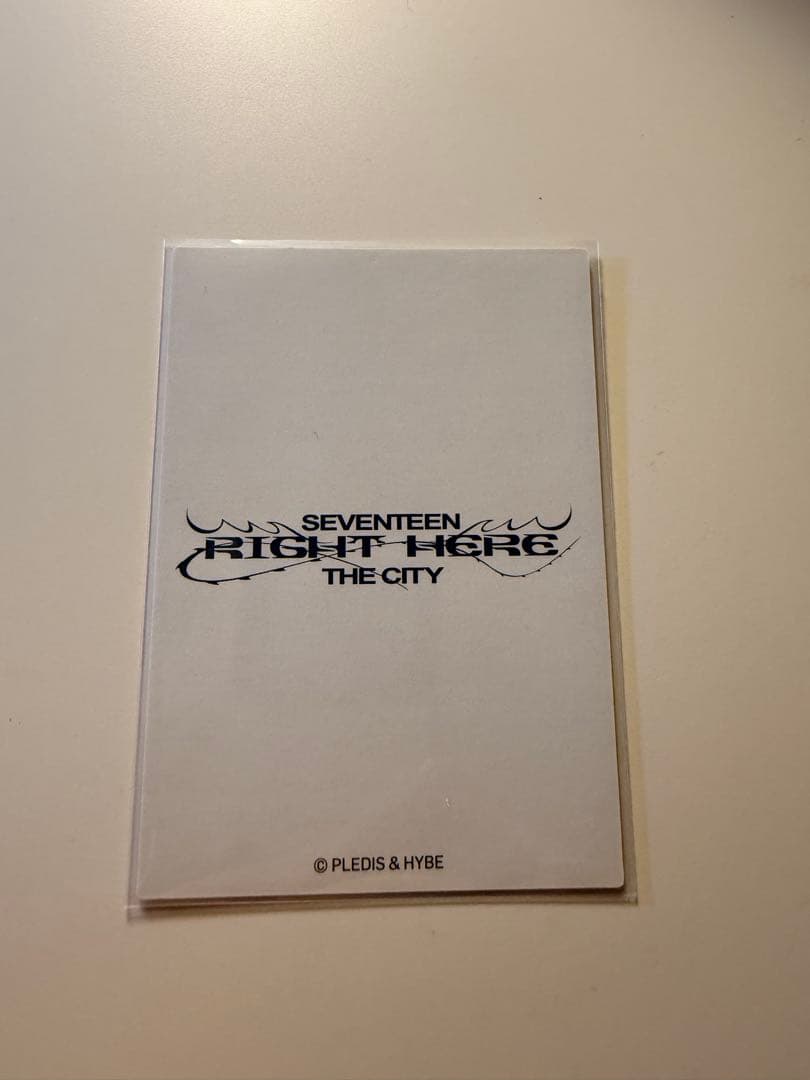 SEVENTEEN
RIGHT HERE
THE CITY
© PLEDIS & HYBE